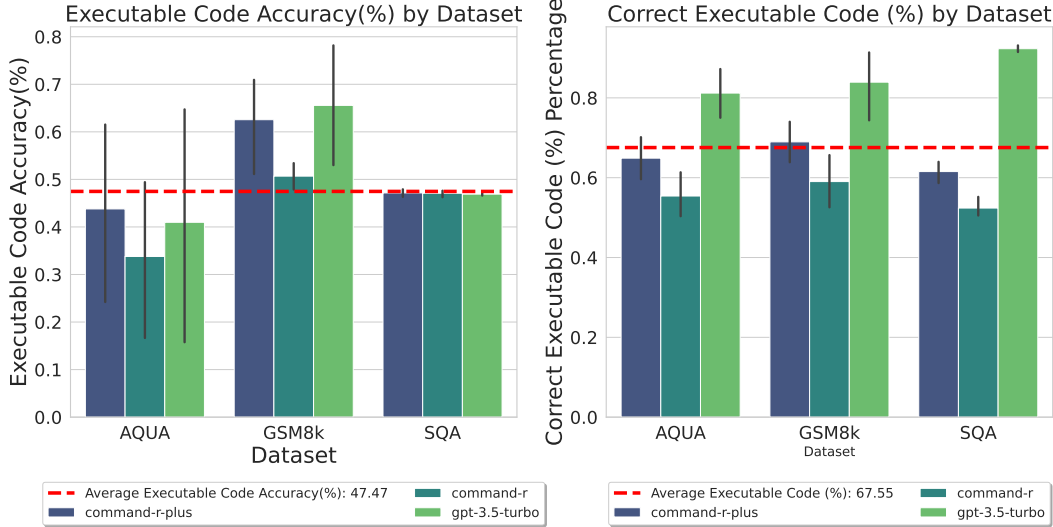 Executable Code Accuracy(%) by Dataset
Executable Code Accuracy(%)
0.8
0.7
0.6
0.5
0.4
0.3
0.2
0.1
0.0
AQUA GSM8k SQA
Dataset
Average Executable Code Accuracy(%): 47.47
command-r-plus
command-r
gpt-3.5-turbo
Correct Executable Code (%) by Dataset
Correct Executable Code (%) Percentage
0.8
0.6
0.4
0.2
0.0
AQUA GSM8k SQA
Dataset
Average Executable Code (%): 67.55
command-r-plus
command-r
gpt-3.5-turbo